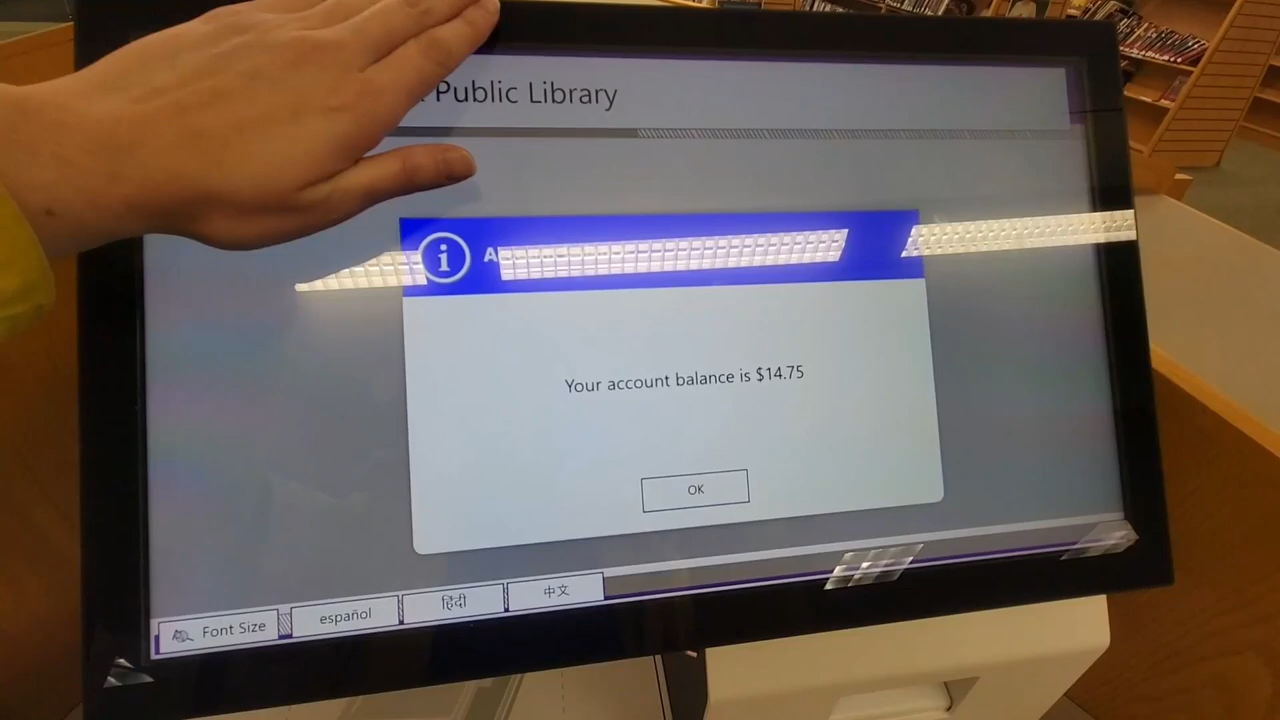 Public Library
Your account balance is $14.75
OK
Font Size
español
हिंदी
中文